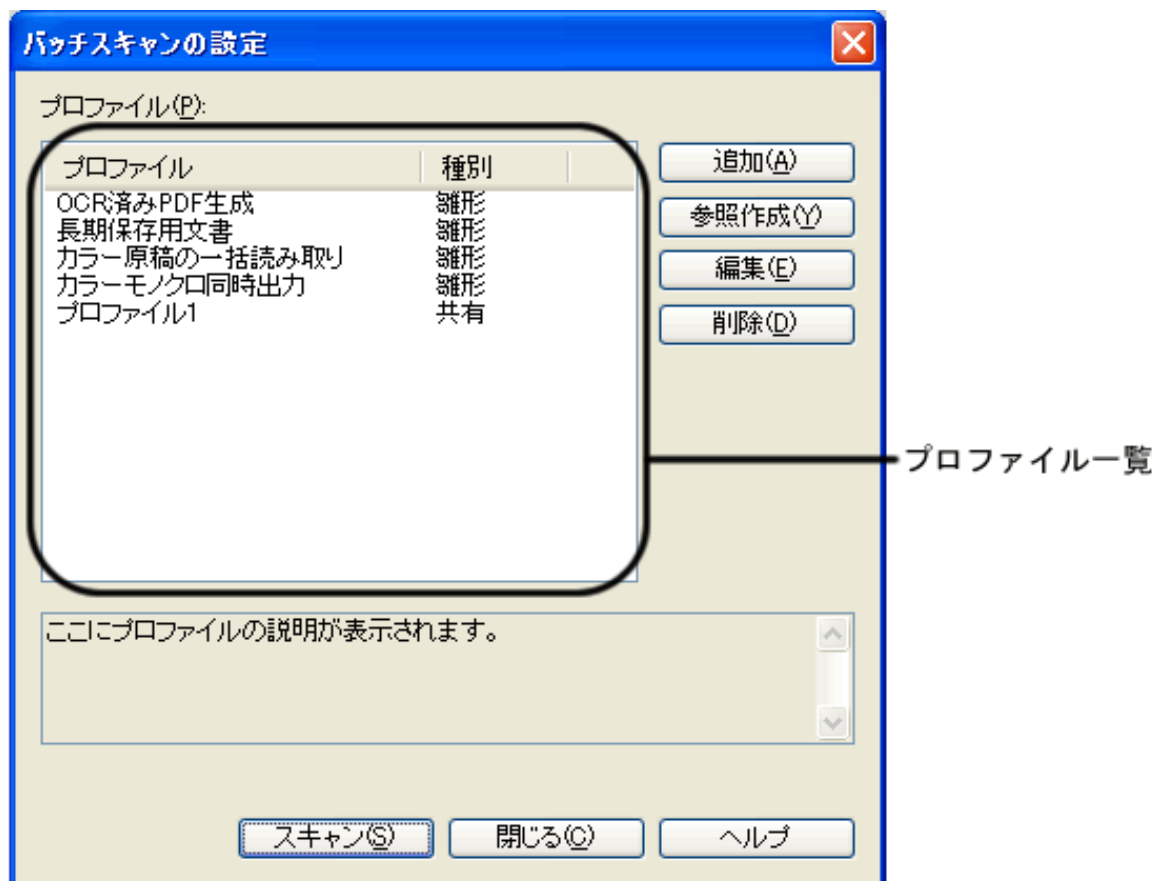 バッチスキャンの設定
プロファイル(P):
プロファイル 種別
OCR済みPDF生成 雛形
長期保存用文書 雛形
カラー原稿の一括読み取り 雛形
カラーモノクロ同時出力 雛形
プロファイル1 共有
追加(A)
参照作成(Y)
編集(E)
削除(D)
プロファイル一覧
ここにプロファイルの説明が表示されます。
スキャン(S) 閉じる(C) ヘルプ